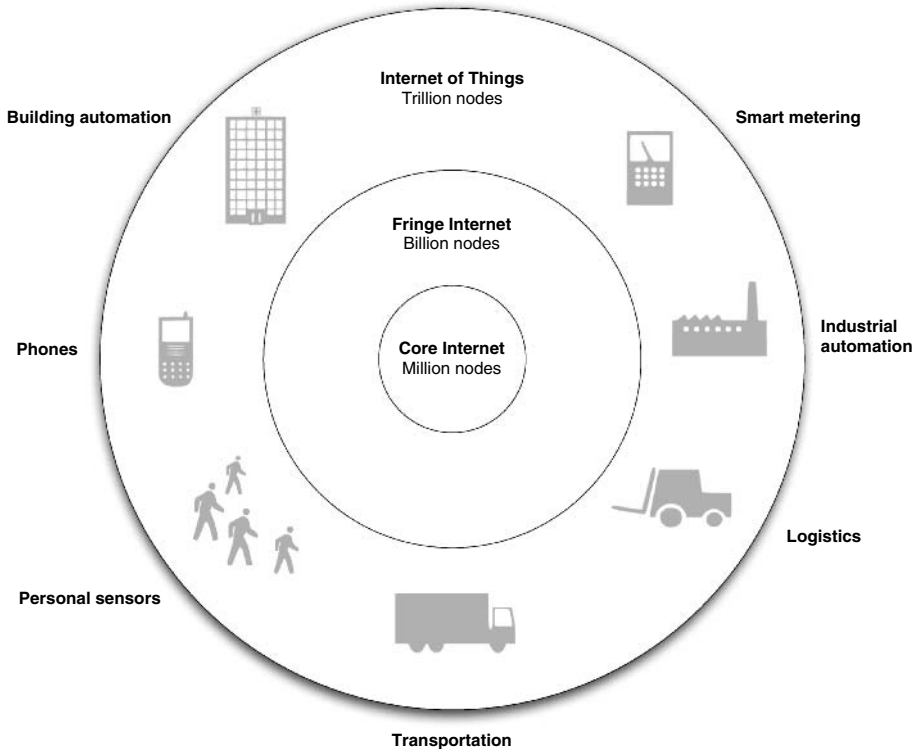 Internet of Things
Trillion nodes
Building automation
Smart metering
Fringe Internet
Billion nodes
Phones
Core Internet
Million nodes
Industrial
automation
Logistics
Personal sensors
Transportation